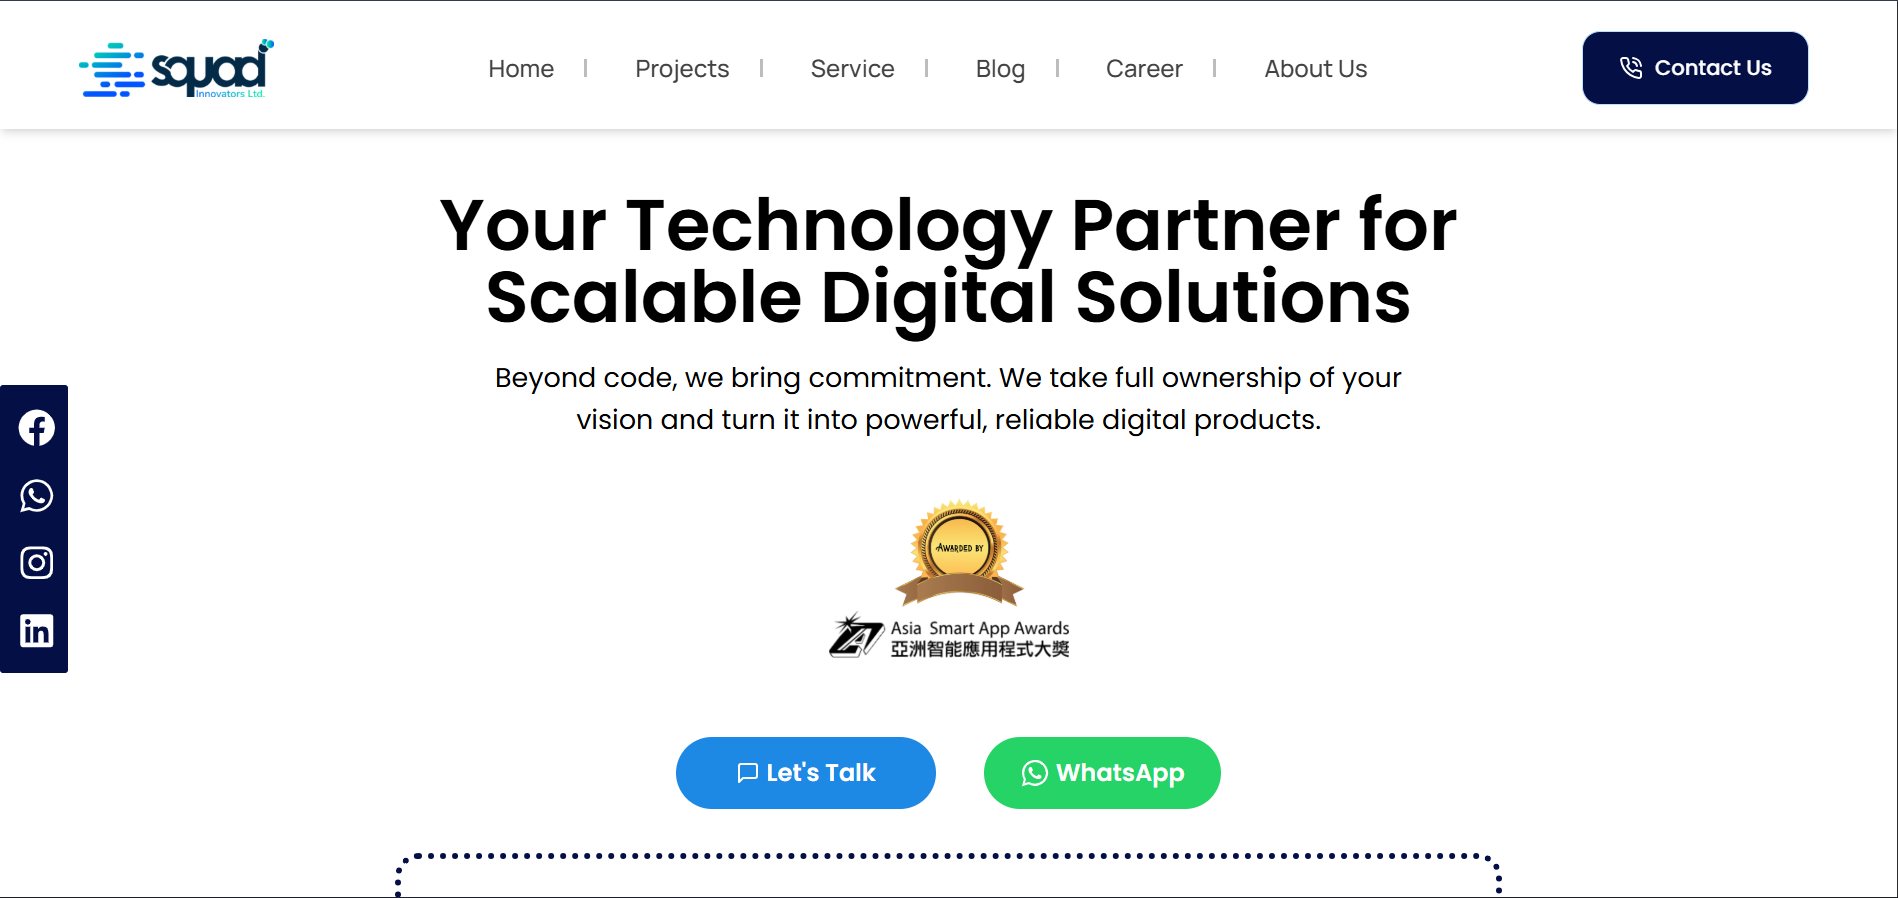 squad
Innovators Ltd.
Home
Projects
Service
Blog
Career
About Us
Contact Us
Your Technology Partner for
Scalable Digital Solutions
Beyond code, we bring commitment. We take full ownership of your
vision and turn it into powerful, reliable digital products.
AWARDED BY
Asia Smart App Awards
亞洲智能應用程式大獎
Let's Talk
WhatsApp